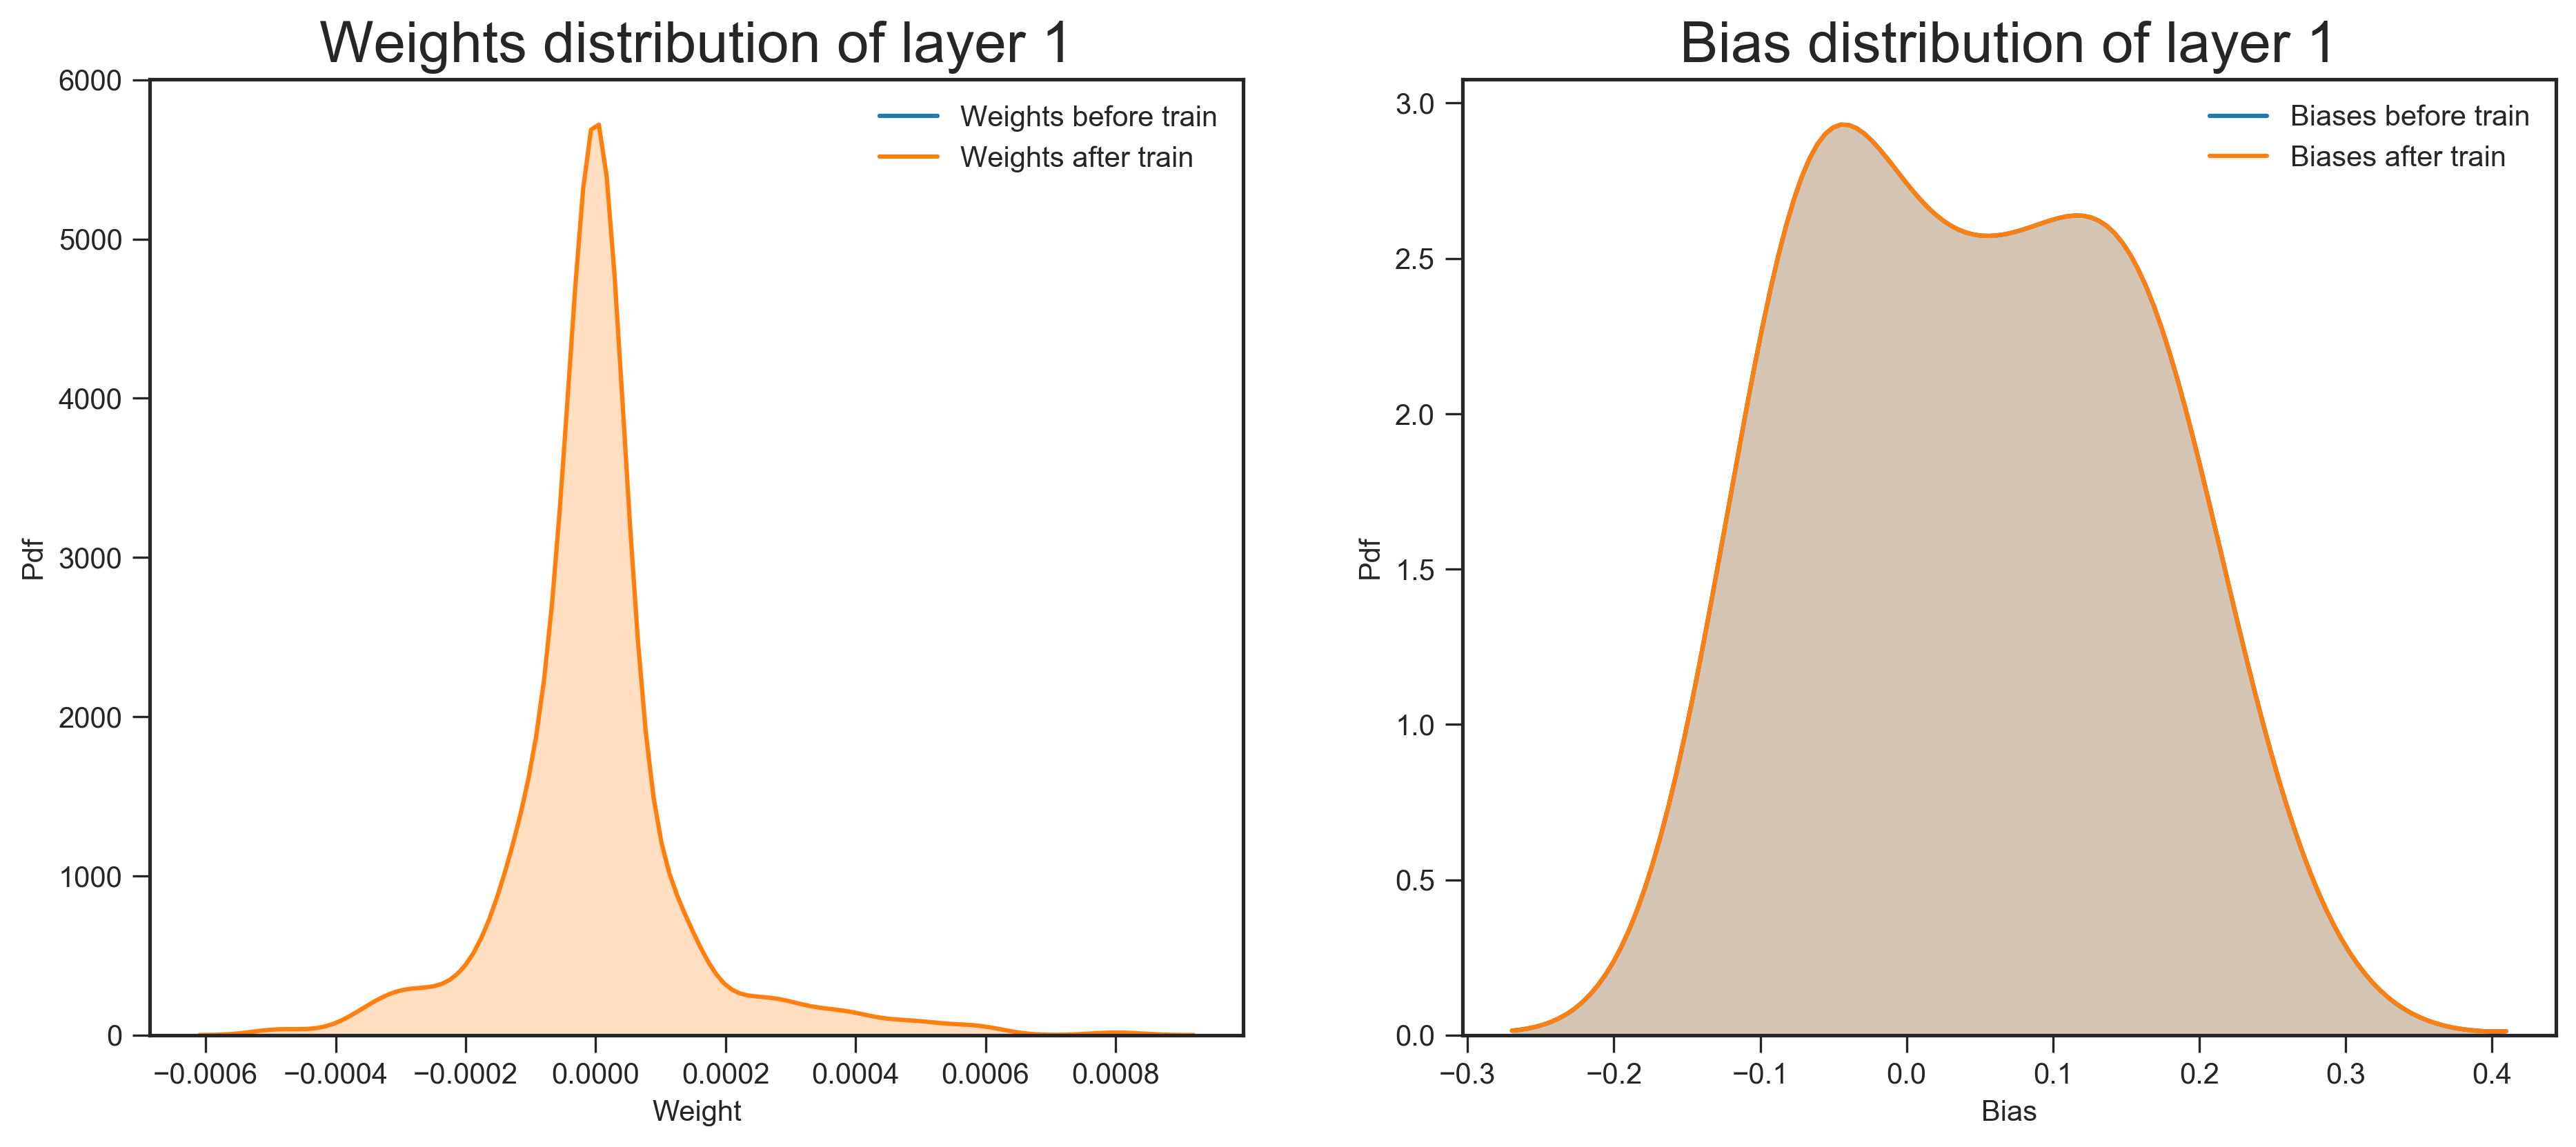 Weights distribution of layer 1
6000
5000
4000
3000
2000
1000
0
Pdf
Weights before train
Weights after train
−0.0006 −0.0004 −0.0002 0.0000 0.0002 0.0004 0.0006 0.0008
Weight
Bias distribution of layer 1
3.0
2.5
2.0
1.5
1.0
0.5
0.0
Pdf
Biases before train
Biases after train
−0.3 −0.2 −0.1 0.0 0.1 0.2 0.3 0.4
Bias